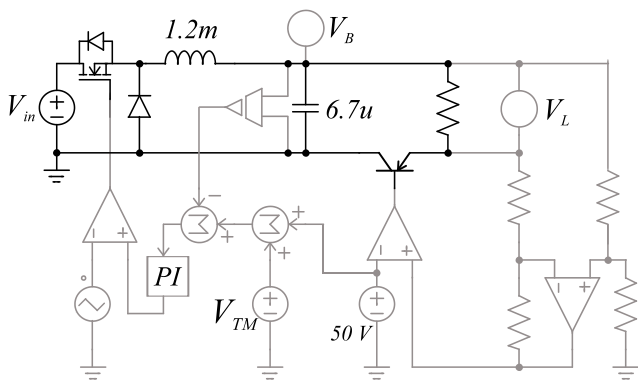 1.2m
V_B
V_in
6.7u
V_L
−
+
Σ
Σ
+
+
+
− +
− +
− +
PI
V_TM
50 V